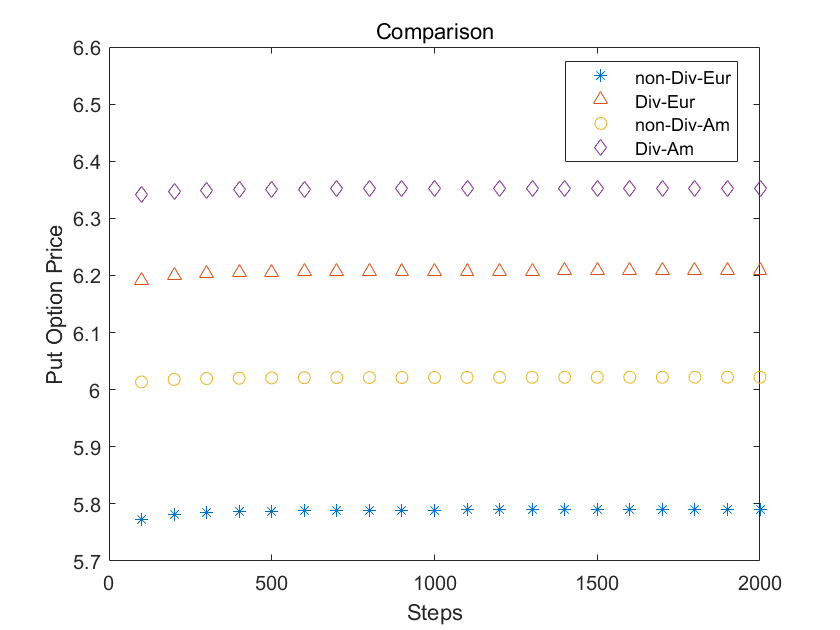 Comparison
6.6
6.5
6.4
6.3
6.2
6.1
6
5.9
5.8
5.7
Put Option Price
non-Div-Eur
Div-Eur
non-Div-Am
Div-Am
0
500
1000
1500
2000
Steps